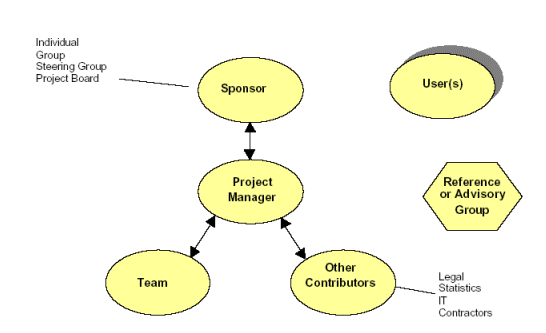 Individual
Group
Steering Group
Project Board
Sponsor
User(s)
Project
Manager
Reference
or Advisory
Group
Team
Other
Contributors
Legal
Statistics
IT
Contractors